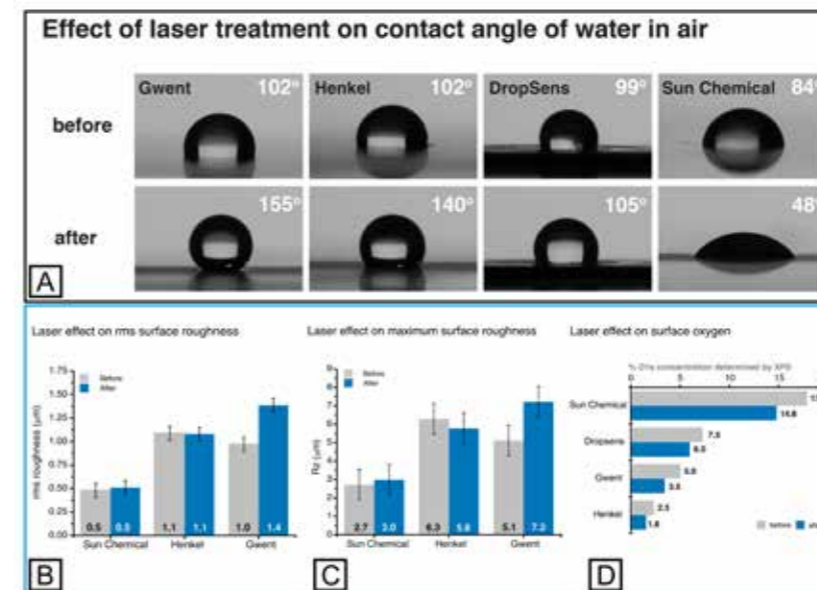 Effect of laser treatment on contact angle of water in air
before
Gwent 102°
Henkel 102°
DropSens 99°
Sun Chemical 84°
after
155°
140°
105°
48°
A
Laser effect on rms surface roughness
Before
After
rms roughness (µm)
1.75
1.50
1.25
1.00
0.75
0.50
0.25
0.00
0.5 0.5 1.1 1.1 1.0 1.4
Sun Chemical Henkel Gwent
B
Laser effect on maximum surface roughness
Before
After
Rz (µm)
9
8
7
6
5
4
3
2
1
0
2.7 3.0 6.3 5.8 5.1 7.2
Sun Chemical Henkel Gwent
C
Laser effect on surface oxygen
% O1s concentration determined by XPS
0 5 10 15
Sun Chemical
14.8
Dropsens
7.3
6.0
Gwent
5.0
3.5
Henkel
2.5
1.6
before
D